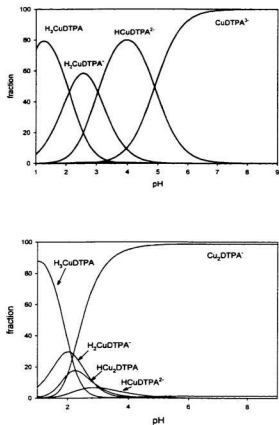 H₃CuDTPA
H₂CuDTPA⁻
HCuDTPA²⁻
CuDTPA³⁻
100
80
60
40
20
0
fraction
1 2 3 4 5 6 7 8 9
pH
H₃CuDTPA
Cu₂DTPA⁻
H₂CuDTPA⁻
HCu₂DTPA
HCuDTPA²⁻
100
80
60
40
20
0
fraction
2 4 6 8
pH